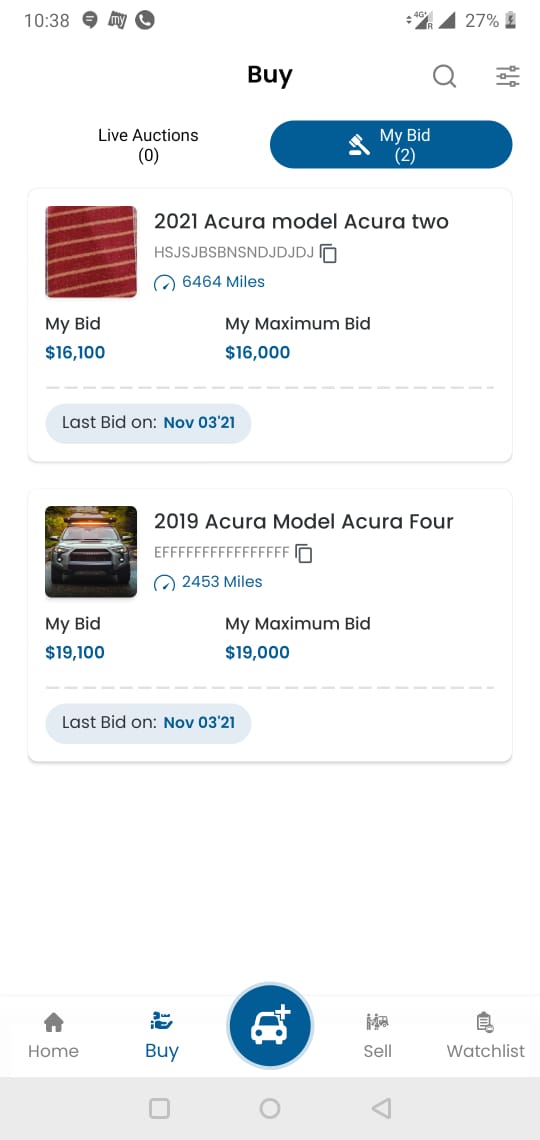 10:38 my 4G+ R 27%
Buy
Live Auctions
(0)
My Bid
(2)
2021 Acura model Acura two
HSJSJBSBNSNDJDJDJ
6464 Miles
My Bid My Maximum Bid
$16,100 $16,000
Last Bid on: Nov 03'21
2019 Acura Model Acura Four
EFFFFFFFFFFFFFFFF
2453 Miles
My Bid My Maximum Bid
$19,100 $19,000
Last Bid on: Nov 03'21
Home Buy Sell Watchlist